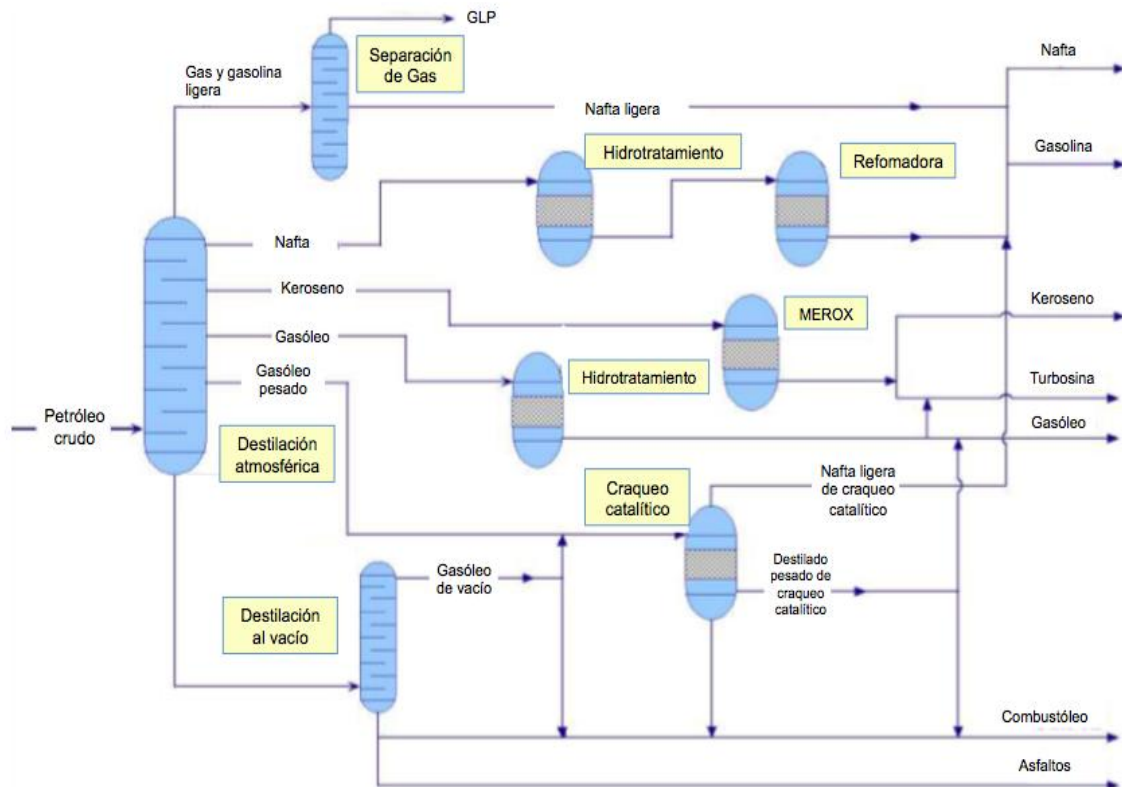 GLP
Separación
de Gas
Nafta
Gas y gasolina
ligera
Nafta ligera
Hidrotratamiento
Refomadora
Gasolina
Nafta
Keroseno
Keroseno
MEROX
Gasóleo
Hidrotratamiento
Turbosina
Gasóleo
pesado
Petróleo
crudo
Gasóleo
Destilación
atmosférica
Craqueo
catalítico
Nafta ligera
de craqueo
catalítico
Gasóleo
de vacío
Destilado
pesado de
craqueo
catalítico
Destilación
al vacío
Combustóleo
Asfaltos